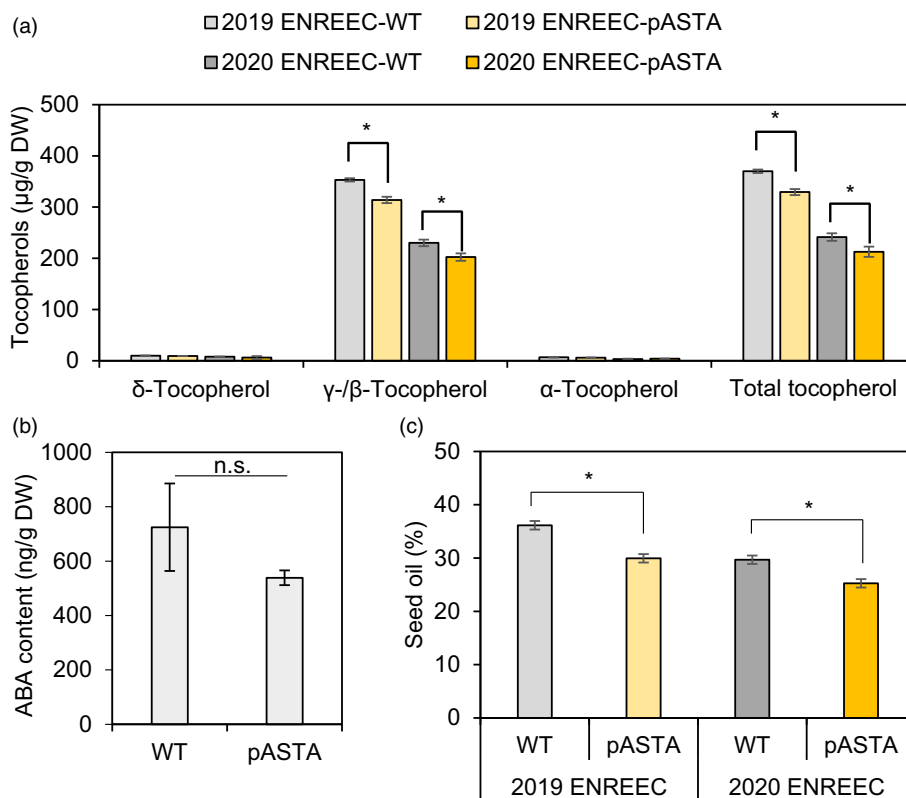 (a)
2019 ENREEC-WT
2019 ENREEC-pASTA
2020 ENREEC-WT
2020 ENREEC-pASTA
Tocopherols (µg/g DW)
500
400
300
200
100
0
*
*
*
*
δ-Tocopherol
γ-/β-Tocopherol
α-Tocopherol
Total tocopherol
(b)
ABA content (ng/g DW)
1000
800
600
400
200
0
n.s.
WT
pASTA
(c)
Seed oil (%)
50
40
30
20
10
0
*
*
WT
pASTA
WT
pASTA
2019 ENREEC
2020 ENREEC